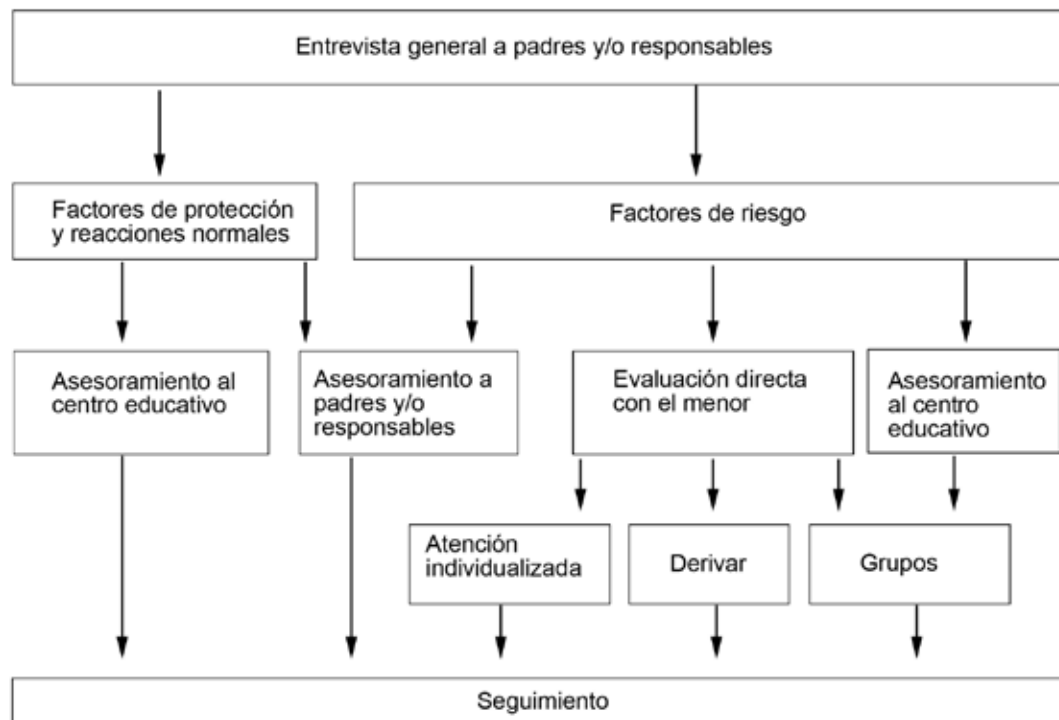 Entrevista general a padres y/o responsables
Factores de protección
y reacciones normales
Factores de riesgo
Asesoramiento al
centro educativo
Asesoramiento a
padres y/o
responsables
Evaluación directa
con el menor
Asesoramiento
al centro
educativo
Atención
individualizada
Derivar
Grupos
Seguimiento